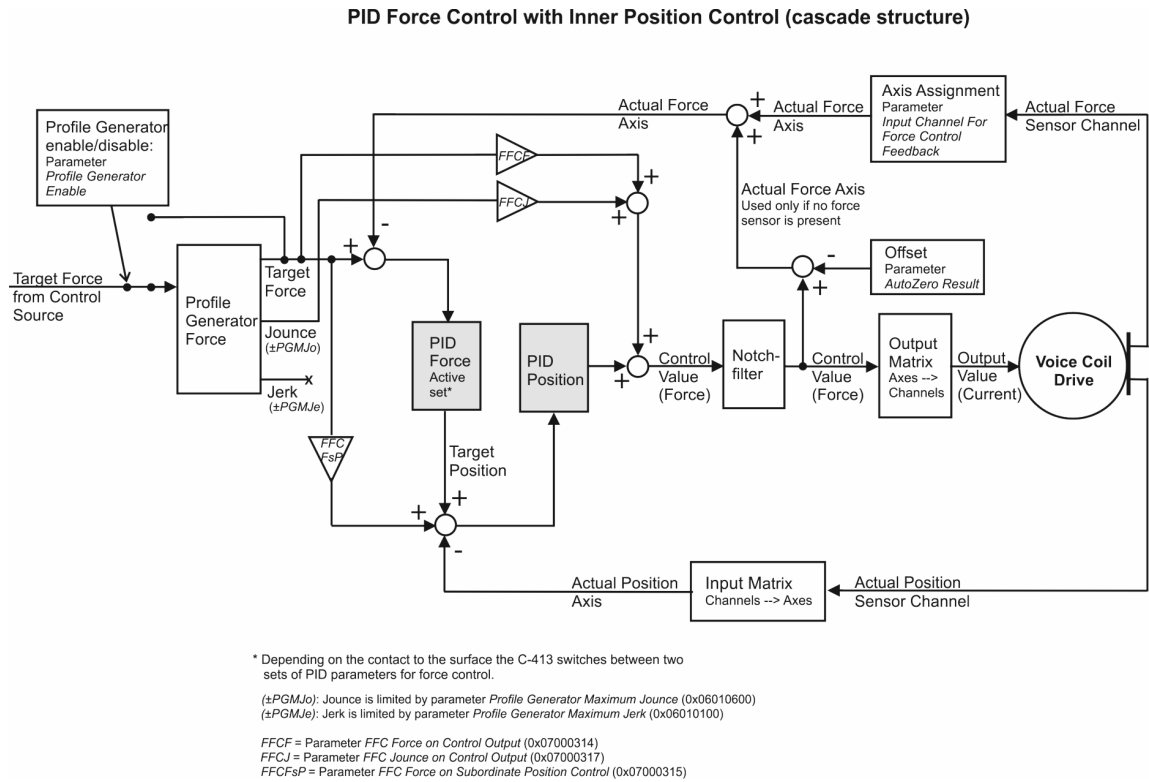 PID Force Control with Inner Position Control (cascade structure)
Profile Generator
enable/disable:
Parameter
Profile Generator
Enable
Actual Force
Axis
+
+
Actual Force
Axis
Axis Assignment
Parameter
Input Channel For
Force Control
Feedback
Actual Force
Sensor Channel
FFCF
FFCJ
+
+
Actual Force Axis
Used only if no force
sensor is present
-
+
Target Force
from Control
Source
Profile
Generator
Force
Target
Force
Jounce
(±PGMJo)
x
Jerk
(±PGMJe)
-
+
Offset
Parameter
AutoZero Result
PID
Force
Active
set*
PID
Position
+
+
Control
Value
(Force)
Notch-
filter
Control
Value
(Force)
Output
Matrix
Axes -->
Channels
Output
Value
(Current)
Voice Coil
Drive
FFC
FsP
Target
Position
+
+
-
Actual Position
Axis
Input Matrix
Channels --> Axes
Actual Position
Sensor Channel
* Depending on the contact to the surface the C-413 switches between two
sets of PID parameters for force control.
(±PGMJo): Jounce is limited by parameter Profile Generator Maximum Jounce (0x06010600)
(±PGMJe): Jerk is limited by parameter Profile Generator Maximum Jerk (0x06010100)
FFCF = Parameter FFC Force on Control Output (0x07000314)
FFCJ = Parameter FFC Jounce on Control Output (0x07000317)
FFCFsP = Parameter FFC Force on Subordinate Position Control (0x07000315)